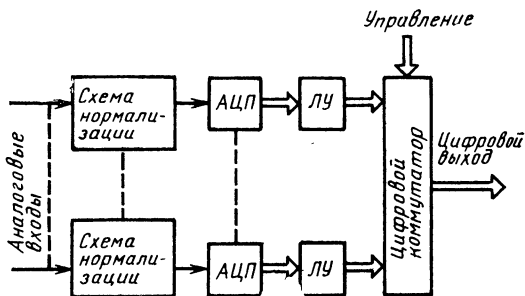 Управление
Схема
нормали-
зации
АЦП
ЛУ
Аналоговые
входы
Цифровой
коммутатор
Цифровой
выход
Схема
нормали-
зации
АЦП
ЛУ